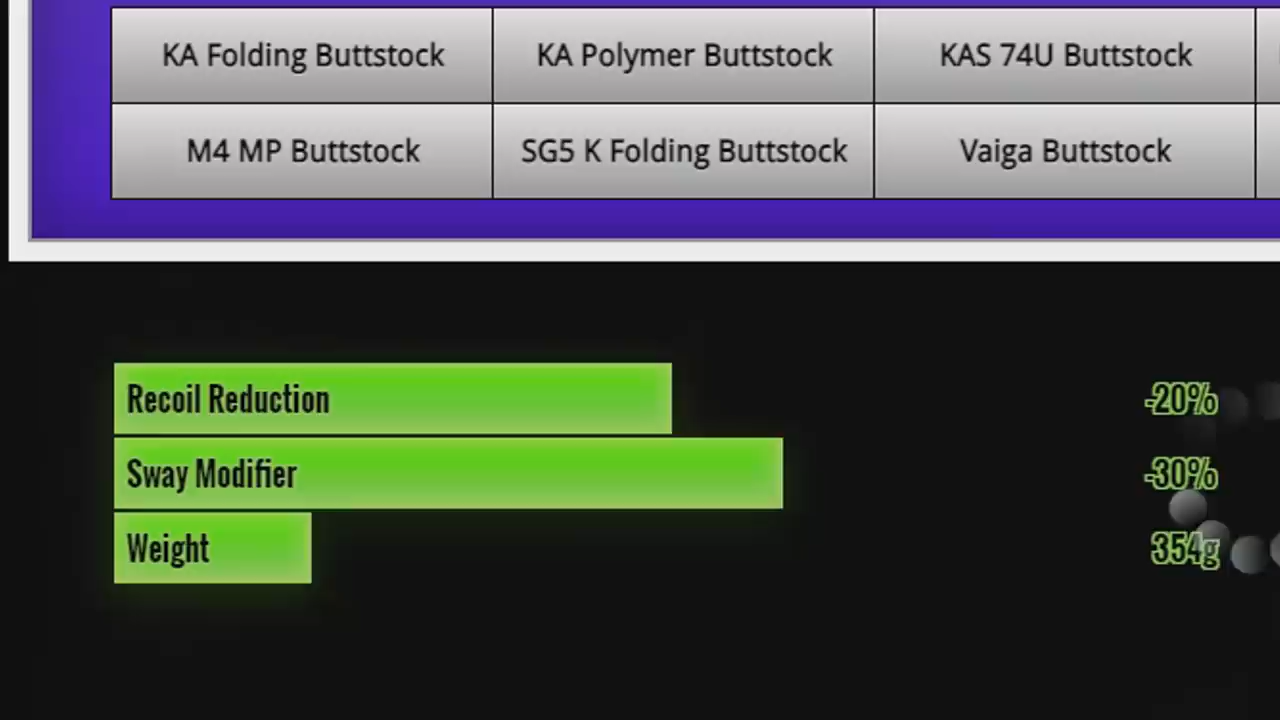 KA Folding Buttstock KA Polymer Buttstock KAS 74U Buttstock
M4 MP Buttstock SG5 K Folding Buttstock Vaiga Buttstock
Recoil Reduction -20%
Sway Modifier -30%
Weight 354g